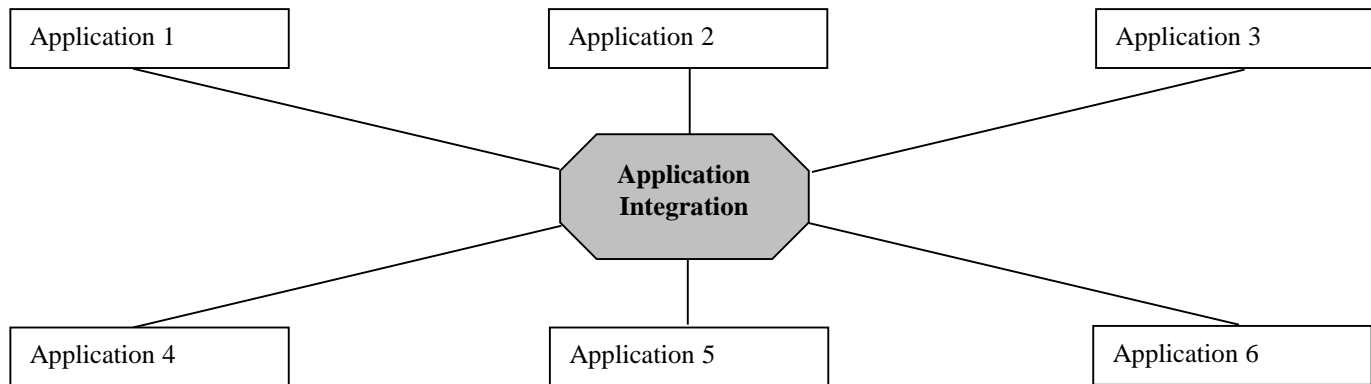 Application 1
Application 2
Application 3
Application
Integration
Application 4
Application 5
Application 6